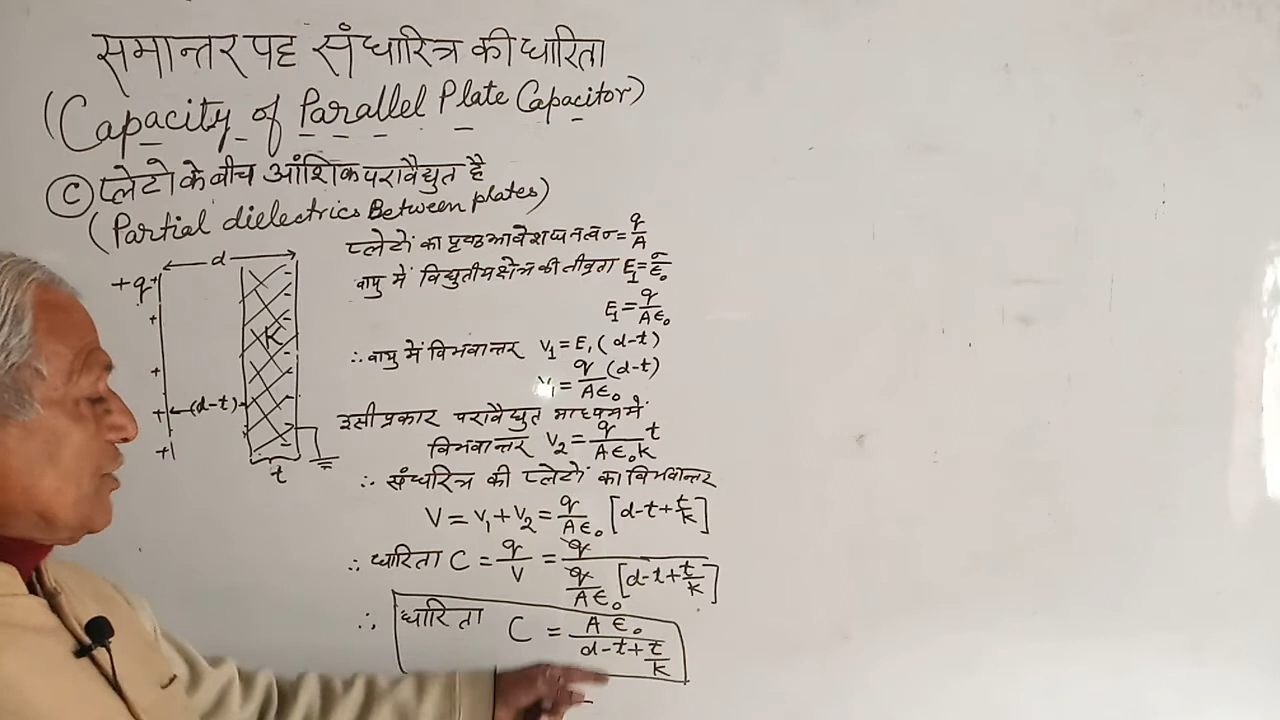 समान्तर पट्ट संधारित्र की धारिता
(Capacity of Parallel Plate Capacitor)
(C) प्लेटो के बीच आंशिक परावैद्युत है
(Partial dielectrics Between plates)
प्लेटों का पृष्ठ आवेश घनत्व = q/A
वायु में विद्युतीय क्षेत्र की तीव्रता E₁ = σ/ε₀
E₁ = q/Aε₀
∴ वायु में विभवान्तर V₁ = E₁(d-t)
V₁ = q/Aε₀ (d-t)
उसी प्रकार परावैद्युत माध्यम में
विभवान्तर V₂ = q/Aε₀K t
∴ संधारित्र की प्लेटों का विभवान्तर
V = V₁ + V₂ = q/Aε₀ [d-t+t/K]
∴ धारिता C = q/V = q / q/Aε₀ [d-t+t/K]
∴ धारिता C = Aε₀ / d-t+t/K
d
+q
K
(d-t)
t